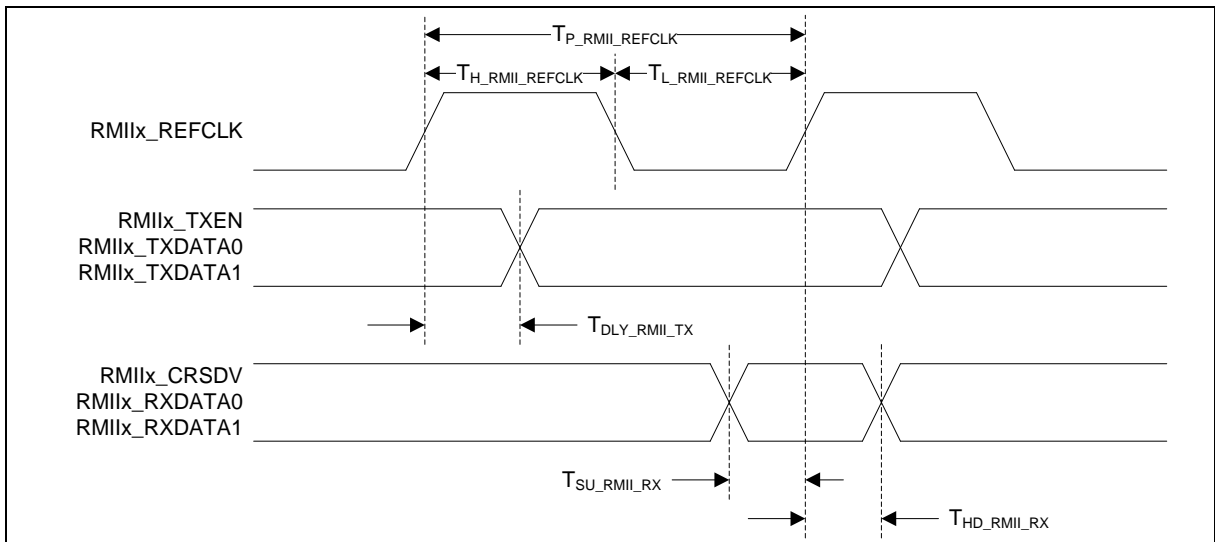 T_P_RMII_REFCLK
T_H_RMII_REFCLK T_L_RMII_REFCLK
RMIIx_REFCLK
RMIIx_TXEN
RMIIx_TXDATA0
RMIIx_TXDATA1
T_DLY_RMII_TX
RMIIx_CRSDV
RMIIx_RXDATA0
RMIIx_RXDATA1
T_SU_RMII_RX
T_HD_RMII_RX